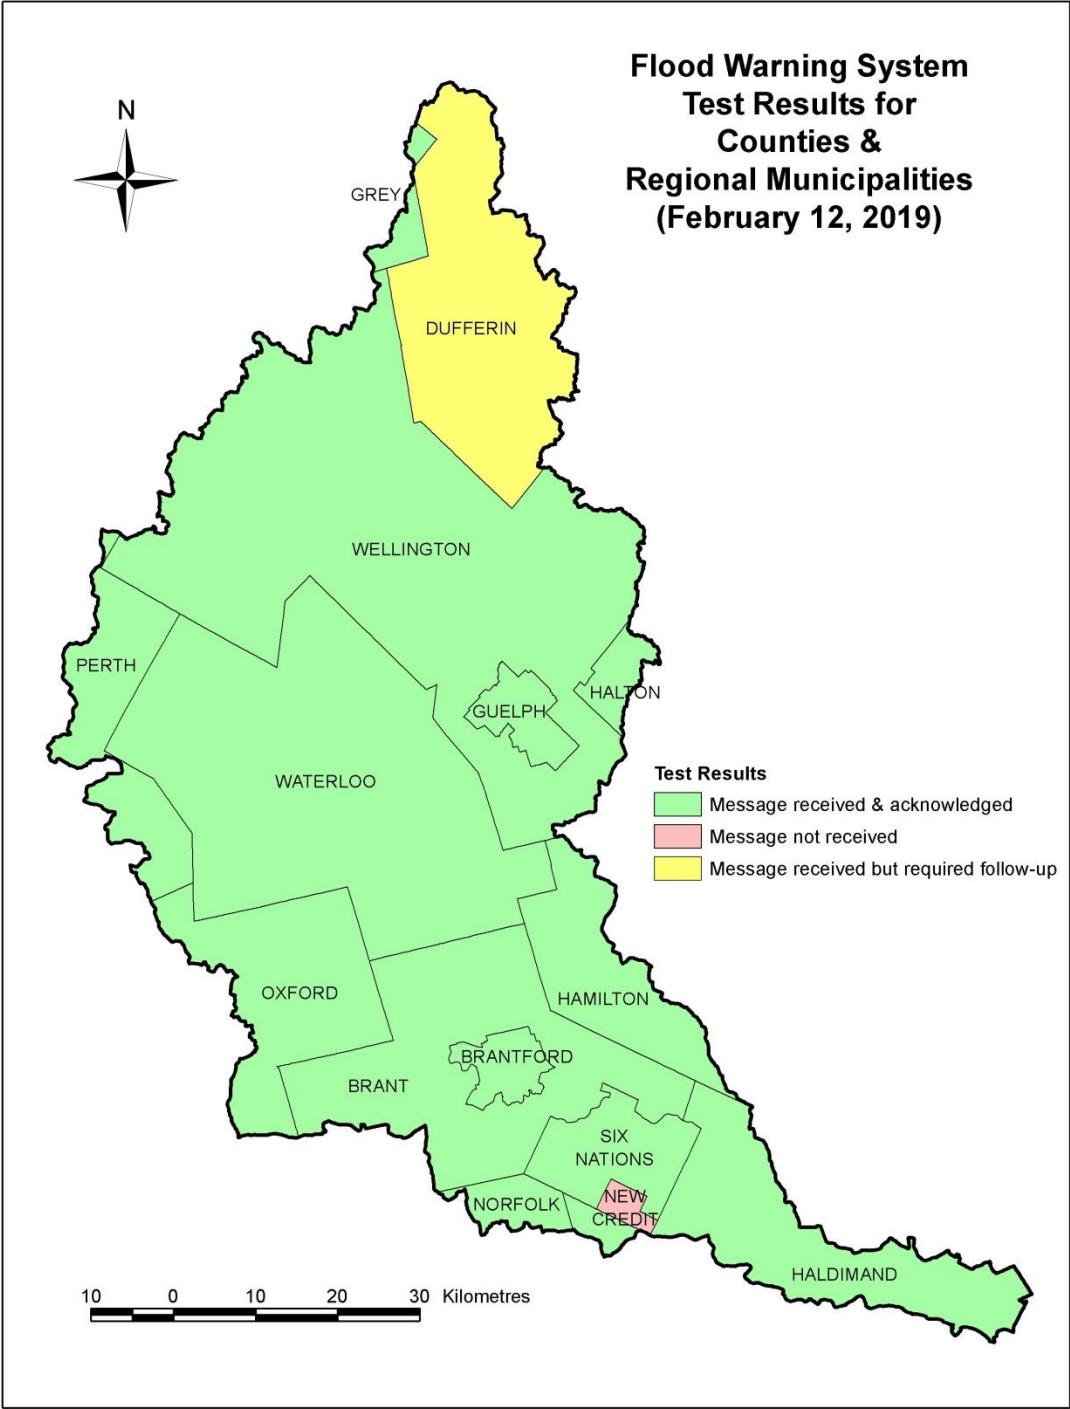 Flood Warning System
Test Results for
Counties &
Regional Municipalities
(February 12, 2019)
N
GREY
DUFFERIN
WELLINGTON
PERTH
HALTON
GUELPH
WATERLOO
Test Results
Message received & acknowledged
Message not received
Message received but required follow-up
OXFORD
HAMILTON
BRANTFORD
BRANT
SIX
NATIONS
NEW
CREDIT
NORFOLK
HALDIMAND
10 0 10 20 30 Kilometres